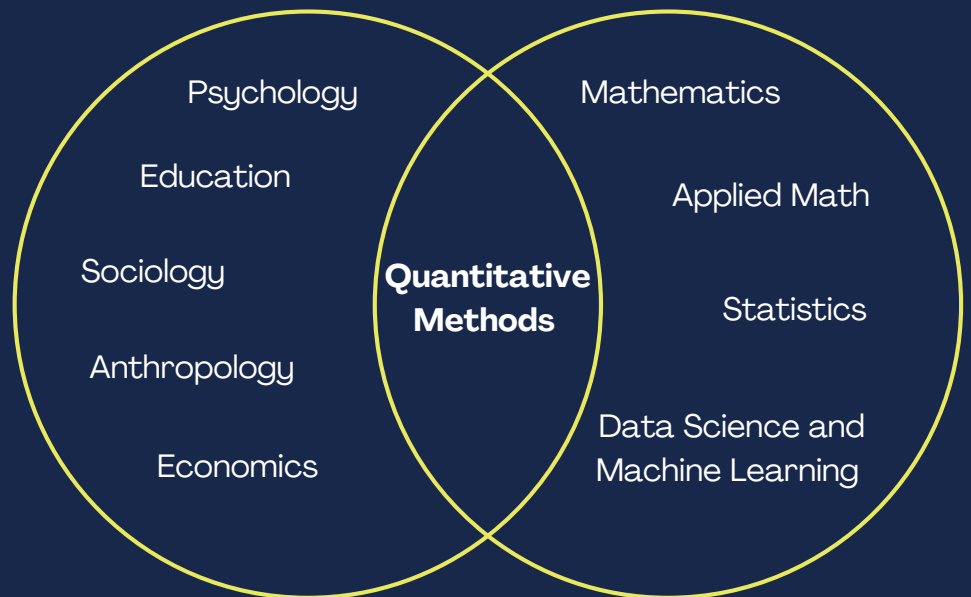 Psychology
Education
Sociology
Anthropology
Economics
Quantitative
Methods
Mathematics
Applied Math
Statistics
Data Science and
Machine Learning